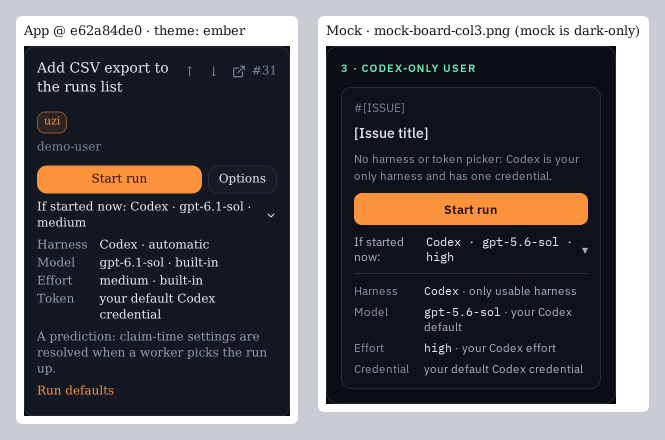 App @ e62a84de0 · theme: ember
Add CSV export to
the runs list
↑ ↓ #31
uzi
demo-user
Start run
Options
If started now: Codex · gpt-6.1-sol ·
medium
Harness Codex · automatic
Model gpt-6.1-sol · built-in
Effort medium · built-in
Token your default Codex
credential
A prediction: claim-time settings are
resolved when a worker picks the run
up.
Run defaults
Mock · mock-board-col3.png (mock is dark-only)
3 · CODEX-ONLY USER
#[ISSUE]
[Issue title]
No harness or token picker: Codex is your
only harness and has one credential.
Start run
If started Codex · gpt-5.6-sol ·
now: high ▾
Harness Codex · only usable harness
Model gpt-5.6-sol · your Codex
default
Effort high · your Codex effort
Credential your default Codex credential